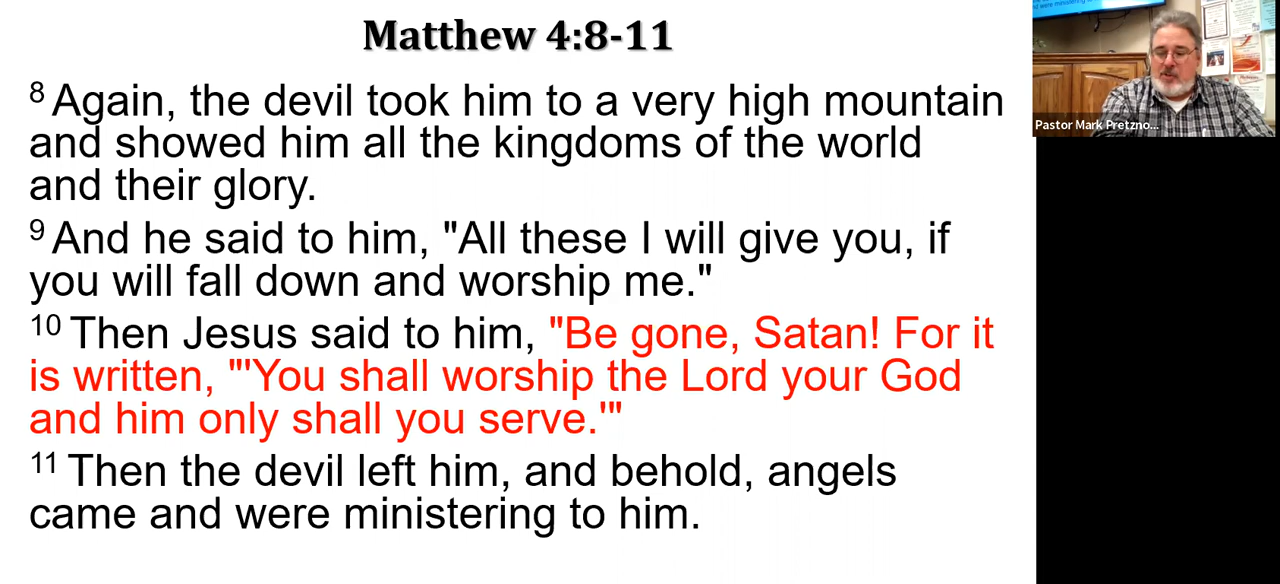 Matthew 4:8-11
8 Again, the devil took him to a very high mountain
and showed him all the kingdoms of the world
and their glory.
9 And he said to him, "All these I will give you, if
you will fall down and worship me."
10 Then Jesus said to him, "Be gone, Satan! For it
is written, "'You shall worship the Lord your God
and him only shall you serve.'"
11 Then the devil left him, and behold, angels
came and were ministering to him.
Pastor Mark Pretzno...